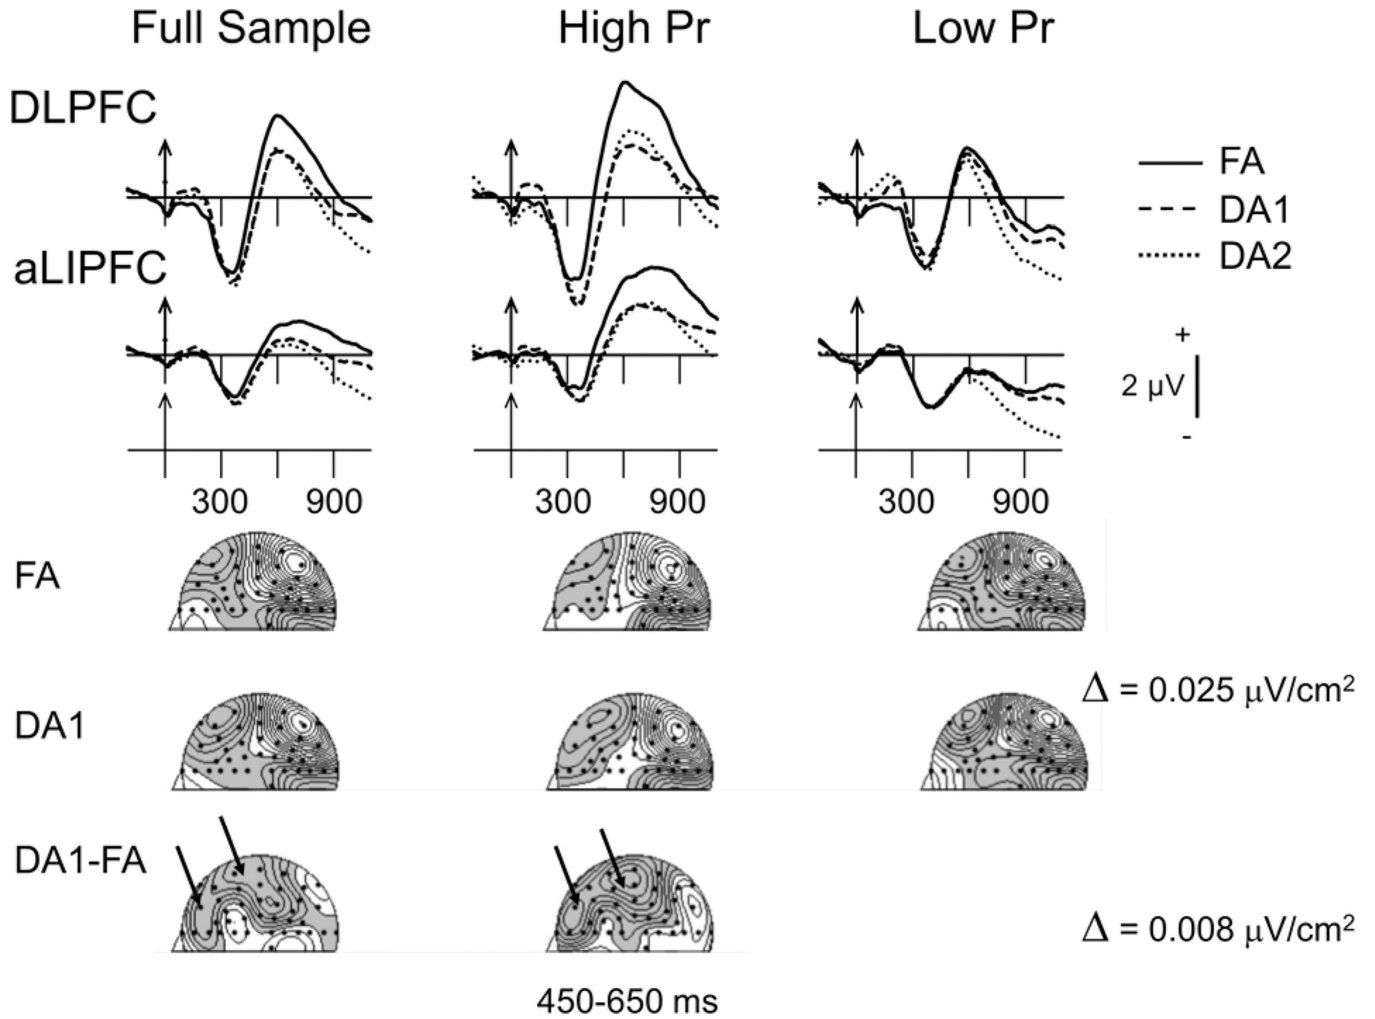 Full Sample High Pr Low Pr
DLPFC
FA
DA1
DA2
aLIPFC
+
2 µV
-
300 900 300 900 300 900
FA
Δ = 0.025 µV/cm²
DA1
DA1-FA
Δ = 0.008 µV/cm²
450-650 ms